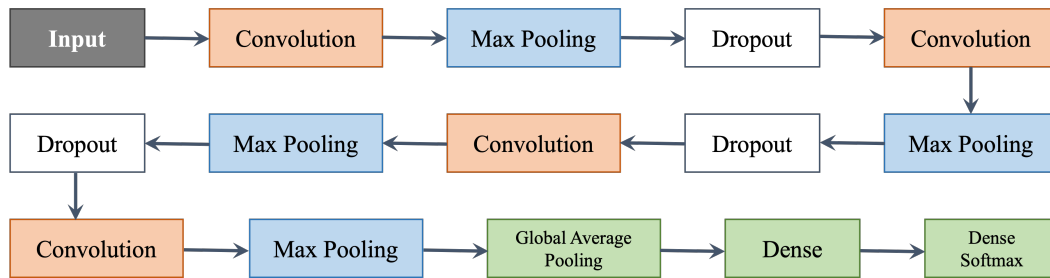 Input
Convolution
Max Pooling
Dropout
Convolution
Max Pooling
Dropout
Convolution
Max Pooling
Dropout
Convolution
Max Pooling
Global Average
Pooling
Dense
Dense
Softmax